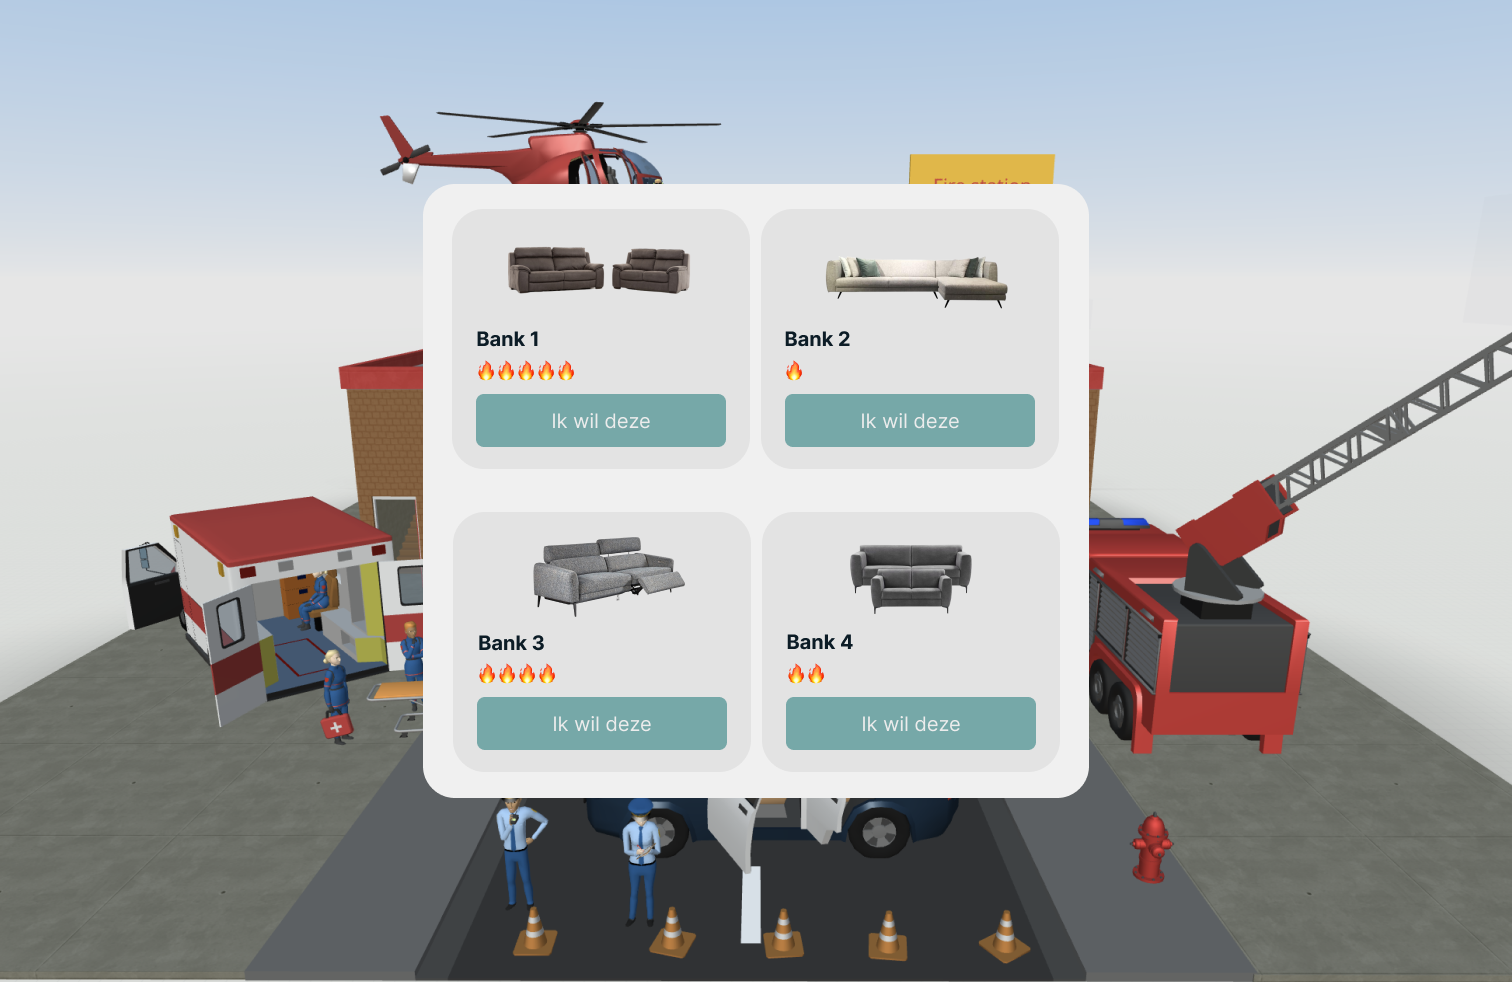 Fire station
Bank 1
🔥🔥🔥🔥🔥
Ik wil deze
Bank 2
🔥
Ik wil deze
Bank 3
🔥🔥🔥🔥
Ik wil deze
Bank 4
🔥🔥
Ik wil deze